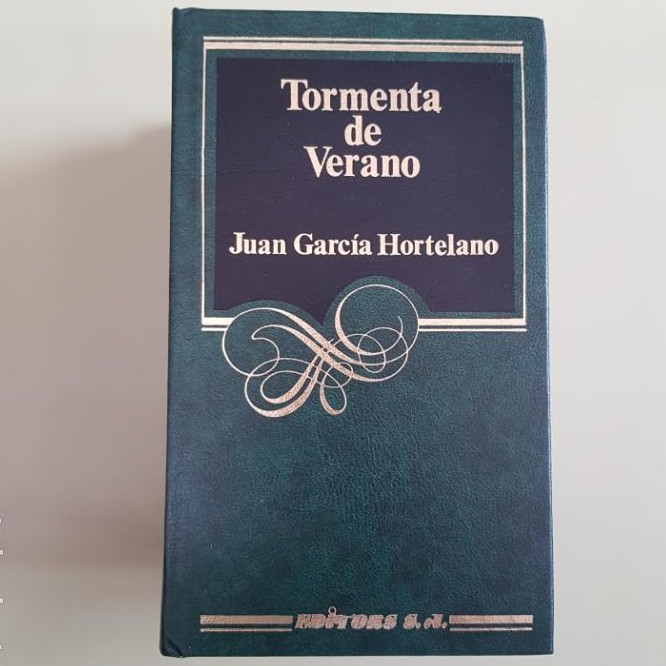 Tormenta
de
Verano
Juan García Hortelano
EDITORS S.A.